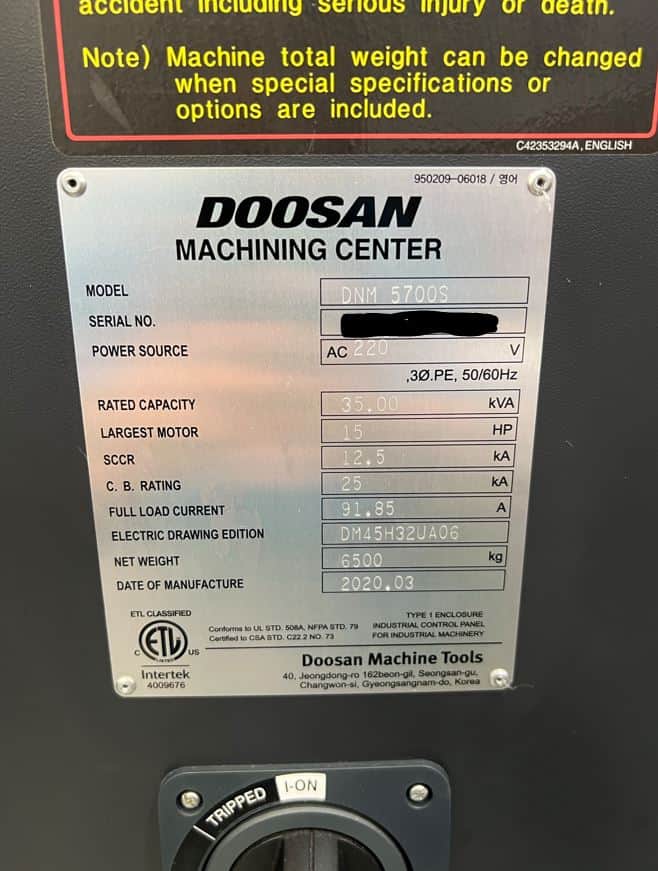 accident including serious injury or death.
Note) Machine total weight can be changed
when special specifications or
options are included.
C42353294A, ENGLISH
950209-06018 / 영어
DOOSAN
MACHINING CENTER
MODEL DNM 5700S
SERIAL NO.
POWER SOURCE AC 220 V
,3Ø.PE, 50/60Hz
RATED CAPACITY 35.00 kVA
LARGEST MOTOR 15 HP
SCCR 12.5 kA
C. B. RATING 25 kA
FULL LOAD CURRENT 91.85 A
ELECTRIC DRAWING EDITION DM45H32UA06
NET WEIGHT 6500 kg
DATE OF MANUFACTURE 2020.03
ETL CLASSIFIED
ETL
LISTED
C US
Intertek
4009676
Conforms to UL STD. 508A, NFPA STD. 79
Certified to CSA STD. C22.2 NO. 73
TYPE 1 ENCLOSURE
INDUSTRIAL CONTROL PANEL
FOR INDUSTRIAL MACHINERY
Doosan Machine Tools
40, Jeongdong-ro 162beon-gil, Seongsan-gu,
Changwon-si, Gyeongsangnam-do, Korea
TRIPPED I-ON